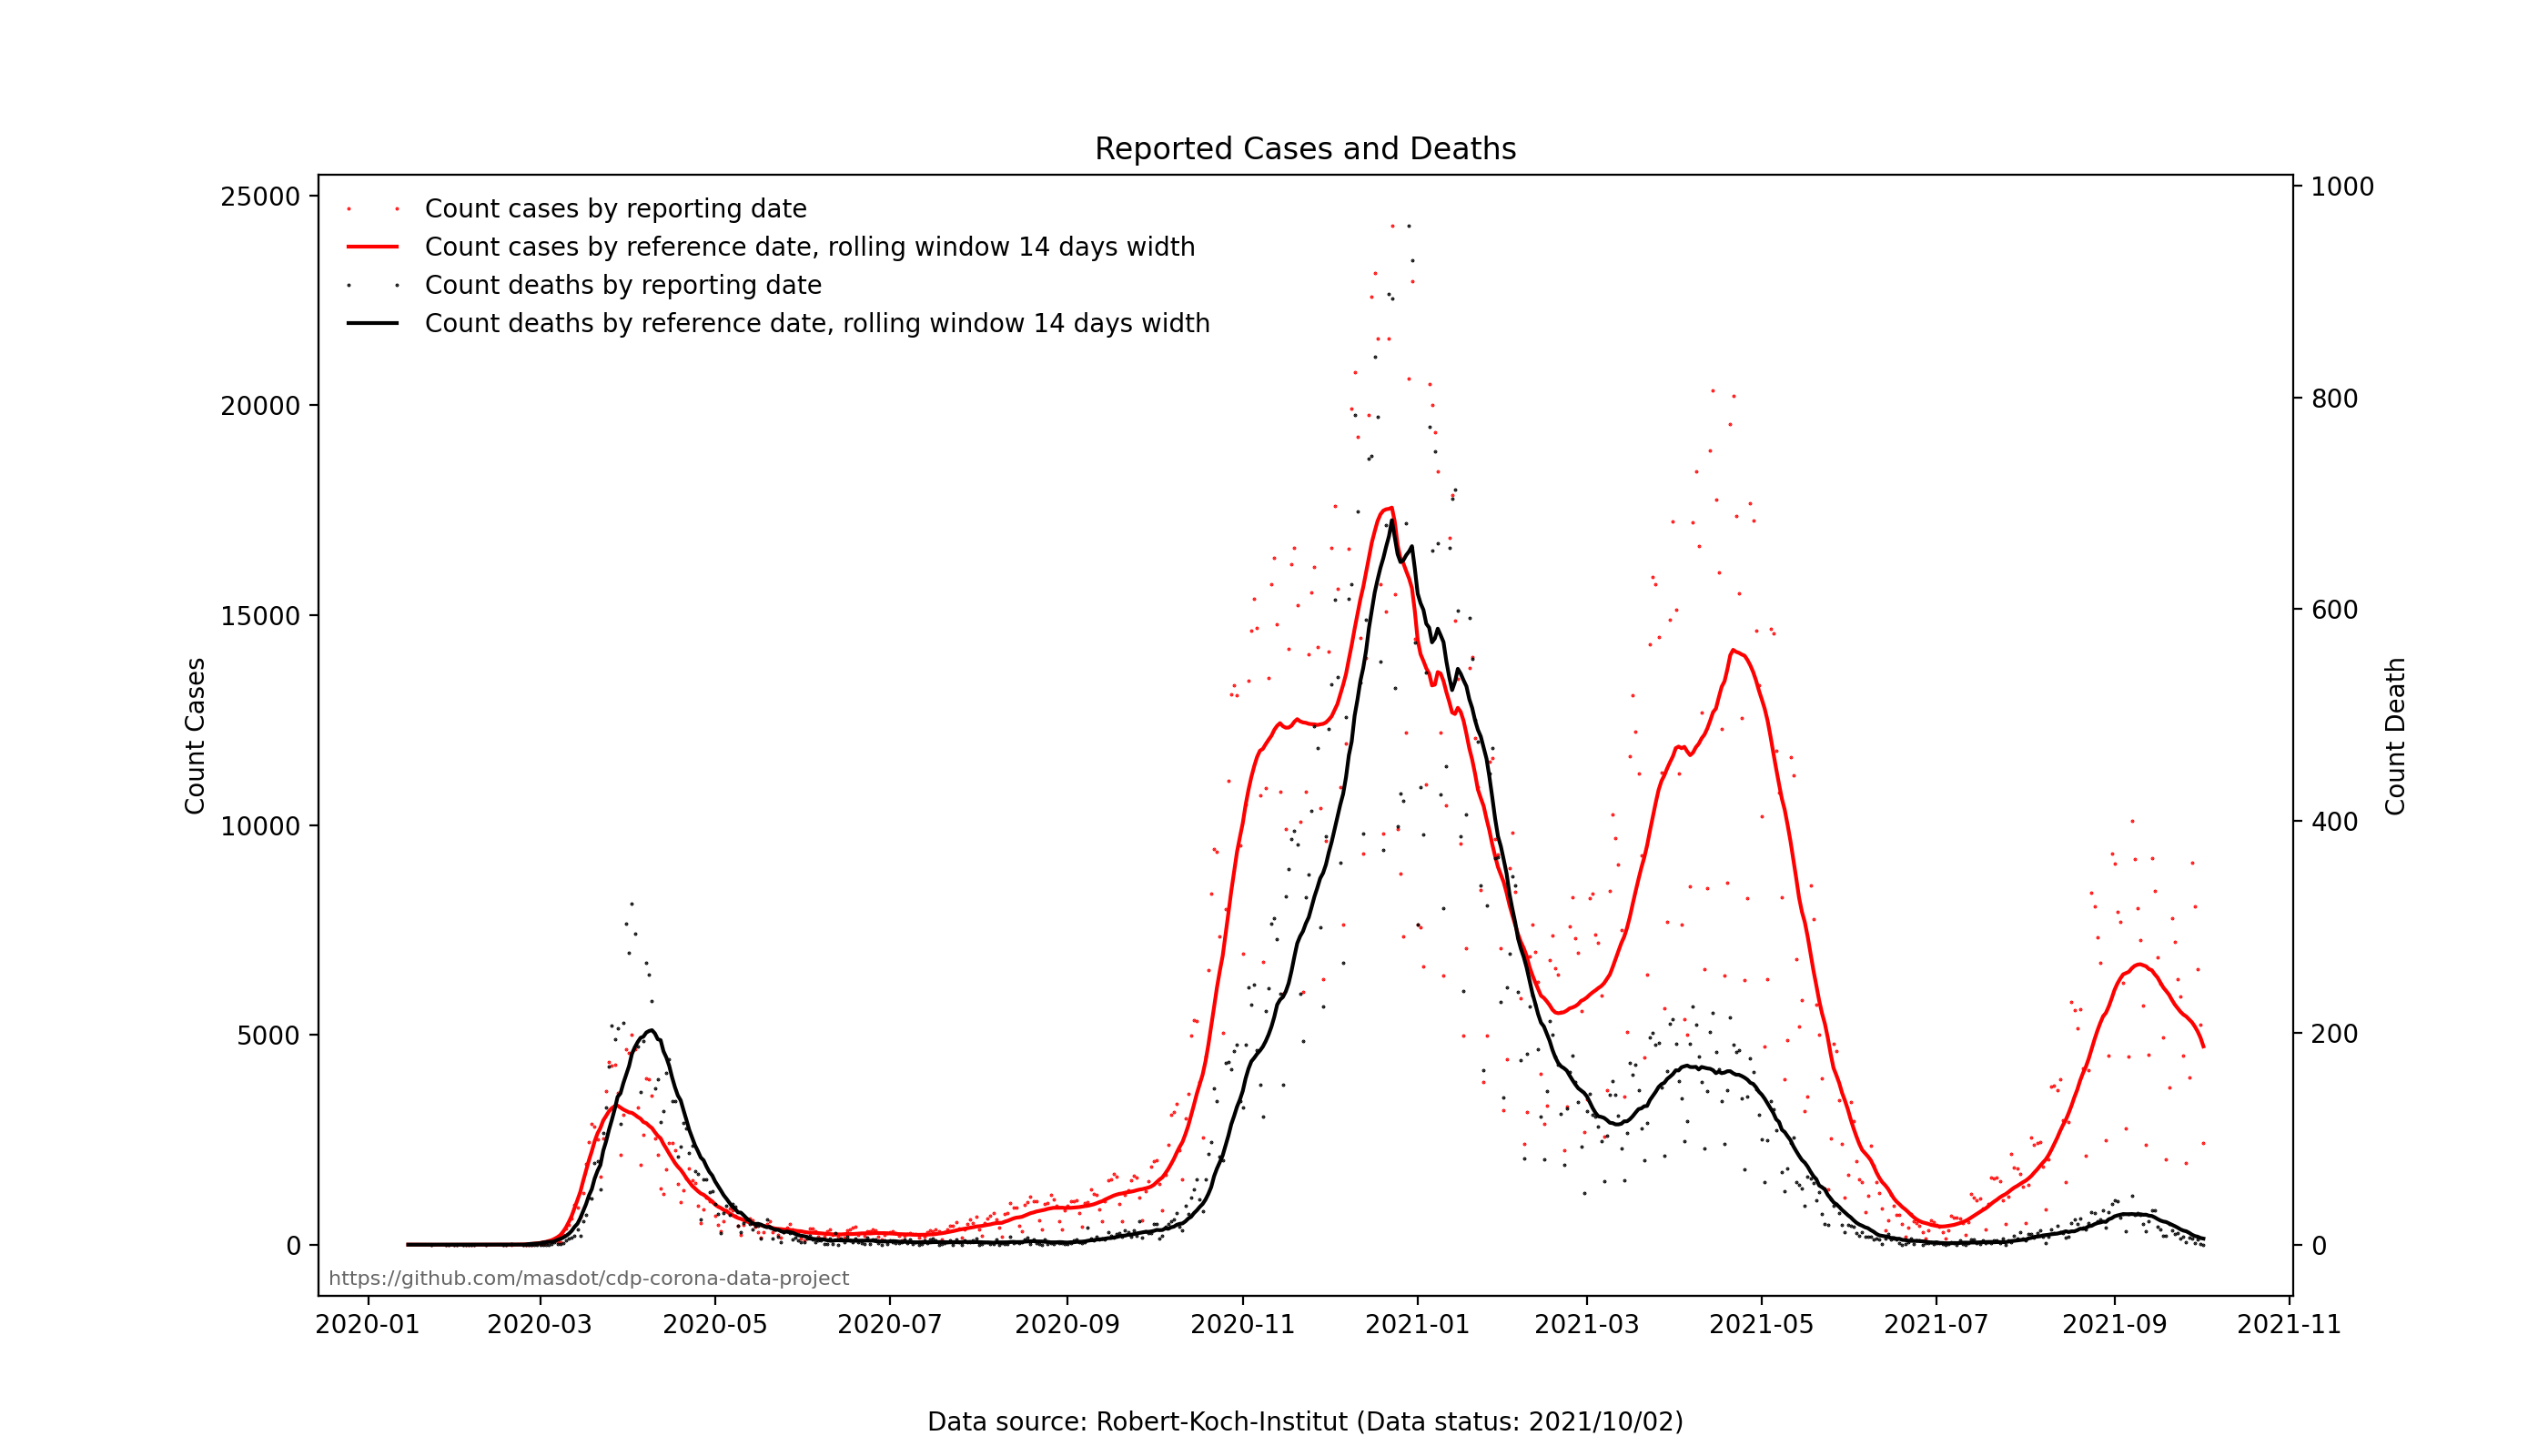 Reported Cases and Deaths
Count cases by reporting date
Count cases by reference date, rolling window 14 days width
Count deaths by reporting date
Count deaths by reference date, rolling window 14 days width
25000
20000
15000
10000
5000
0
Count Cases
1000
800
600
400
200
0
Count Death
https://github.com/masdot/cdp-corona-data-project
2020-01 2020-03 2020-05 2020-07 2020-09 2020-11 2021-01 2021-03 2021-05 2021-07 2021-09 2021-11
Data source: Robert-Koch-Institut (Data status: 2021/10/02)